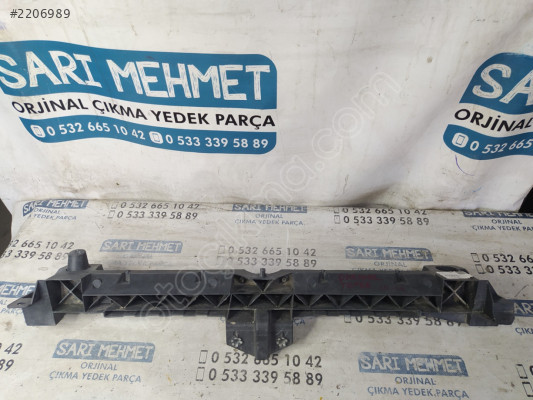 #2206989
SARI MEHMET
ORJİNAL ÇIKMA YEDEK PARÇA
0 532 665 10 42
0 533 339 58 89
SARI
ORJİNAL
0 532
SARI MEHMET
ORJİNAL
ÇIKMA YEDEK PARÇA
0 532 665 10 42
0 533 339 58 89
SARI MEHMET
ORJİNAL
ÇIKMA YEDEK PARÇA
0 532 665 10 42
0 533 339 58 89
SARI MEHMET
0 532 665 10 42
0 533 339 58 89
SARI MEHMET
ORJİNAL
ÇIKMA YEDEK PARÇA
0 532 665 10 42
0 533 339 58 89
SARI MEHMET
ORJİNAL
ÇIKMA YEDEK PARÇA